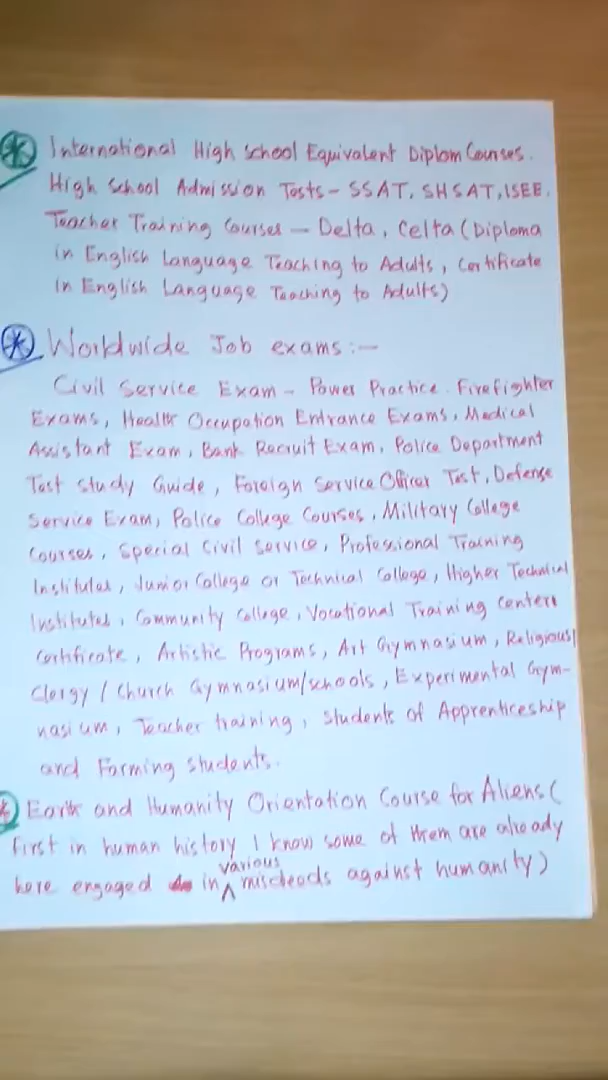 International High School Equivalent Diplom Courses.
High School Admission Tests - SSAT, SHSAT, ISEE.
Teacher Training Courses - Delta, Celta (Diploma
in English Language Teaching to Adults, Certificate
in English Language Teaching to Adults)
Worldwide Job exams :-
Civil Service Exam - Power Practice. Firefighter
Exams, Health Occupation Entrance Exams, Medical
Assistant Exam, Bank Recruit Exam, Police Department
Test Study Guide, Foreign Service Officer Test, Defense
Service Exam, Police College Courses, Military College
Courses, Special Civil Service, Professional Training
Institutes, Junior College or Technical College, Higher Technical
Institutes, Community College, Vocational Training Centers
Certificate, Artistic Programs, Art Gymnasium, Religious/
Clergy / Church Gymnasium/schools, Experimental Gym-
nasium, Teacher training, Students of Apprenticeship
and Farming Students.
Earth and Humanity Orientation Course for Aliens (
First in human history I know some of them are already
here engaged in various misdeeds against humanity)